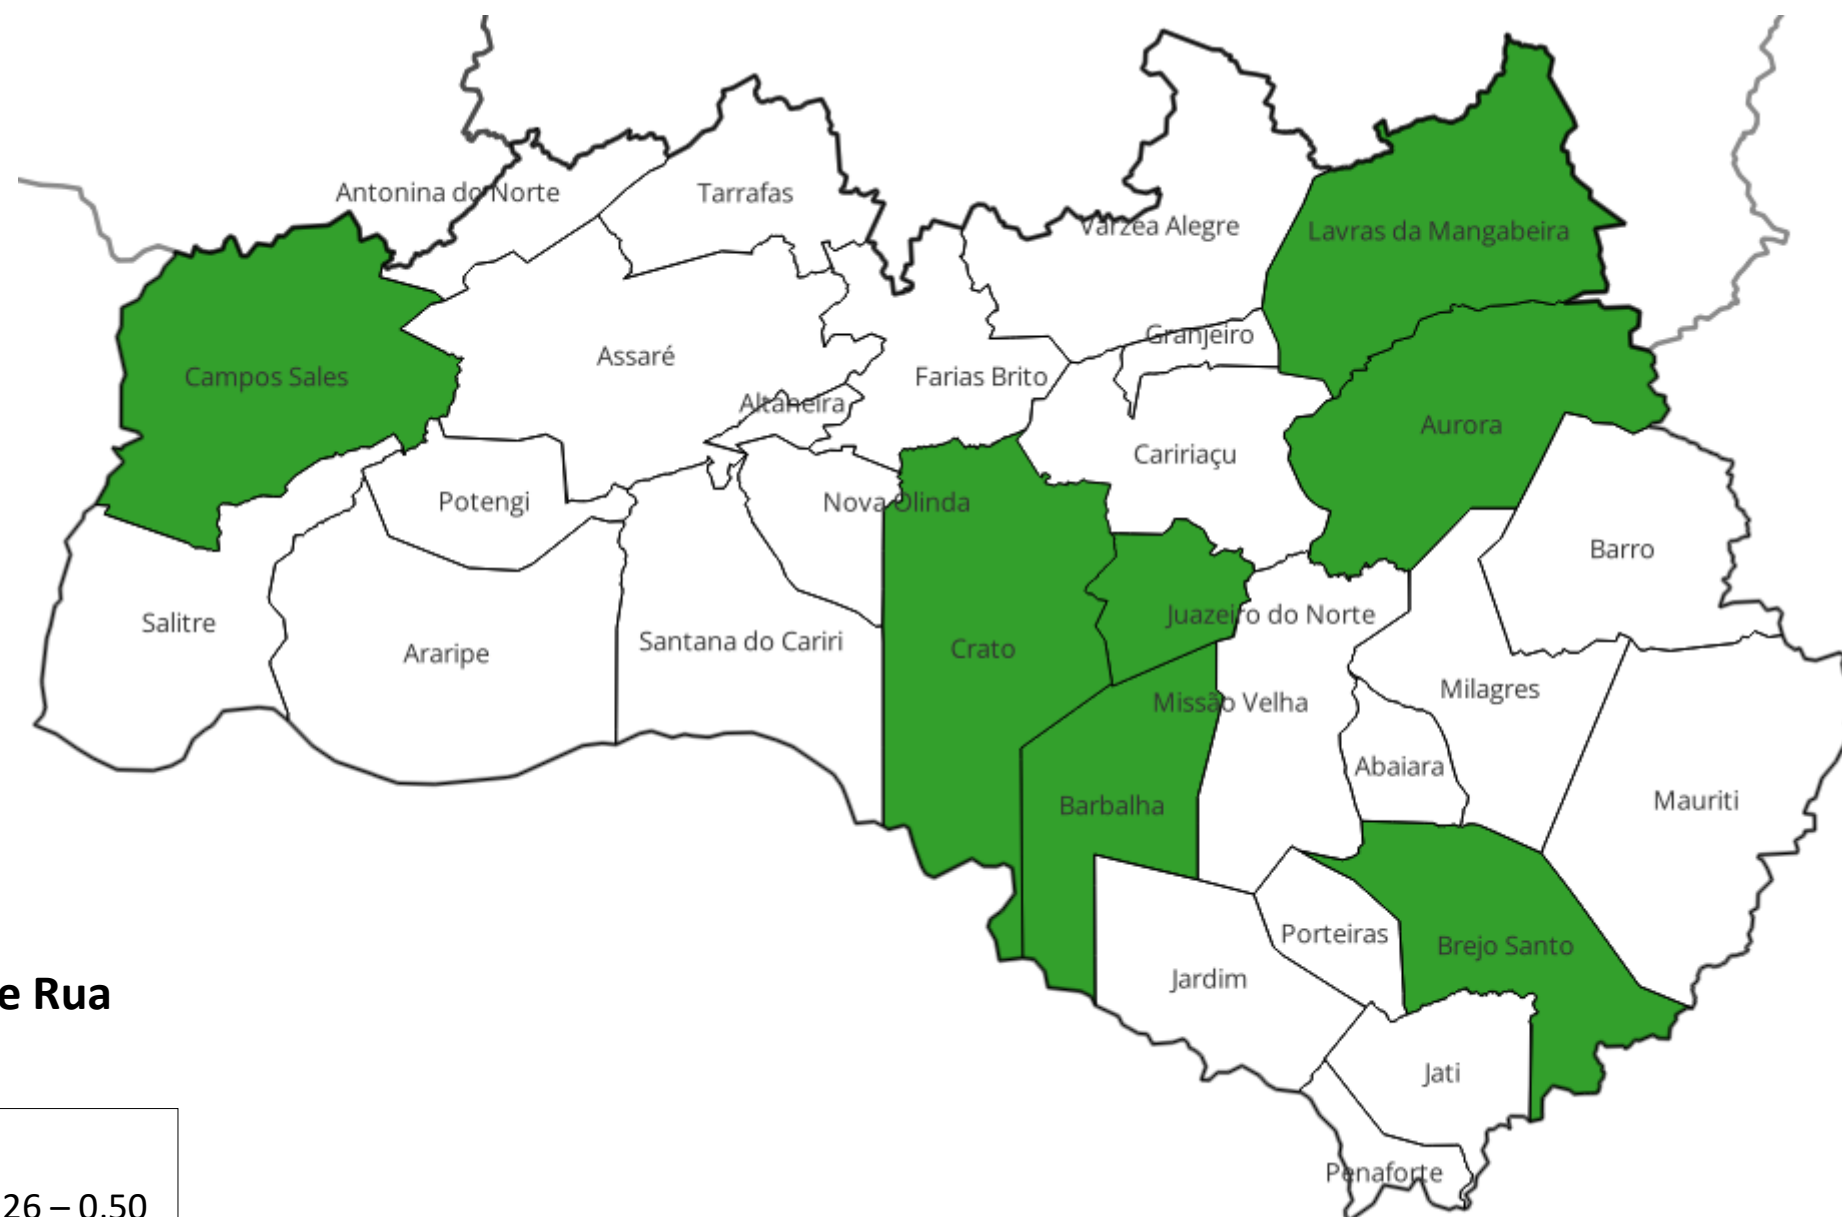 Antonina do Norte
Tarrafas
Várzea Alegre
Lavras da Mangabeira
Granjeiro
Assaré
Farias Brito
Campos Sales
Altaneira
Aurora
Caririaçu
Potengi
Nova Olinda
Barro
Salitre
Juazeiro do Norte
Santana do Cariri
Crato
Araripe
Milagres
Missão Velha
Abaiara
Mauriti
Barbalha
Porteiras
Brejo Santo
Jardim
e Rua
Jati
Penaforte
26 – 0.50